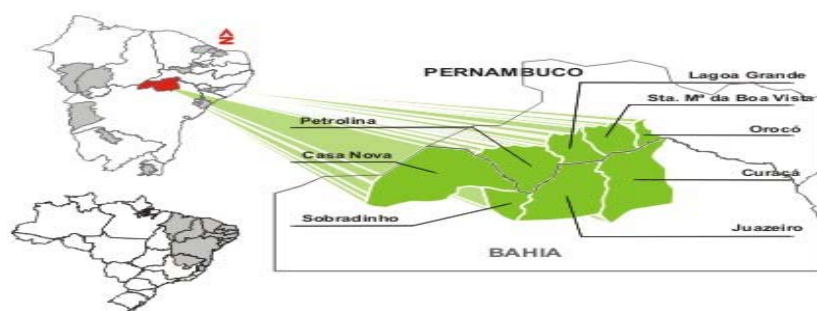 N
PERNAMBUCO
Lagoa Grande
Sta. Mª da Boa Vista
Petrolina
Orocó
Casa Nova
Curaçá
Sobradinho
Juazeiro
BAHIA